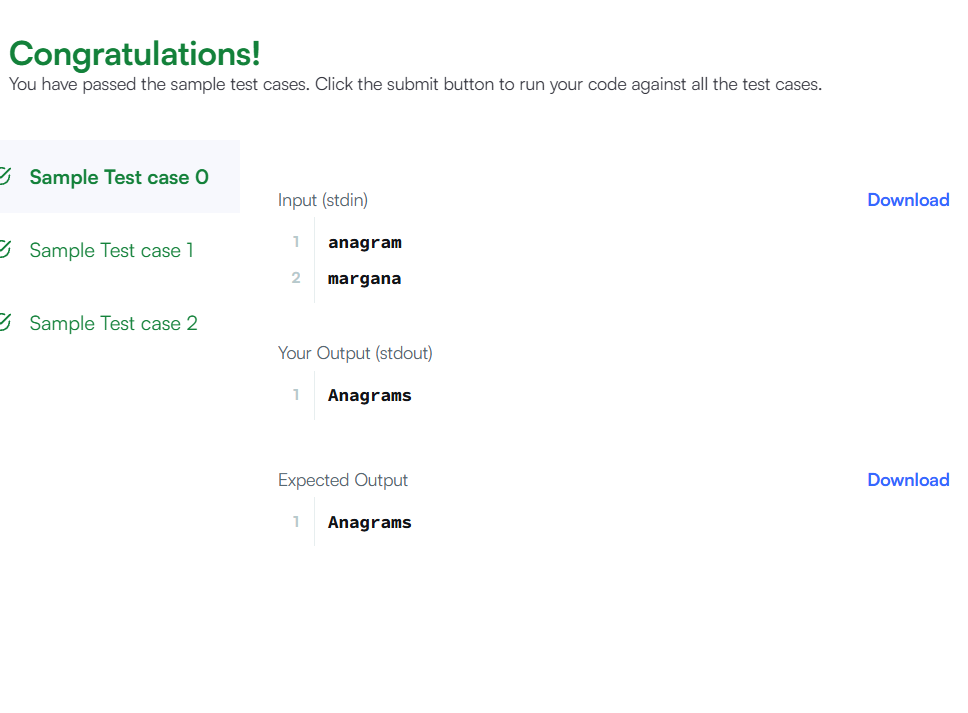 Congratulations!
You have passed the sample test cases. Click the submit button to run your code against all the test cases.
Sample Test case 0
Sample Test case 1
Sample Test case 2
Input (stdin)
Download
1 anagram
2 margana
Your Output (stdout)
1 Anagrams
Expected Output
Download
1 Anagrams